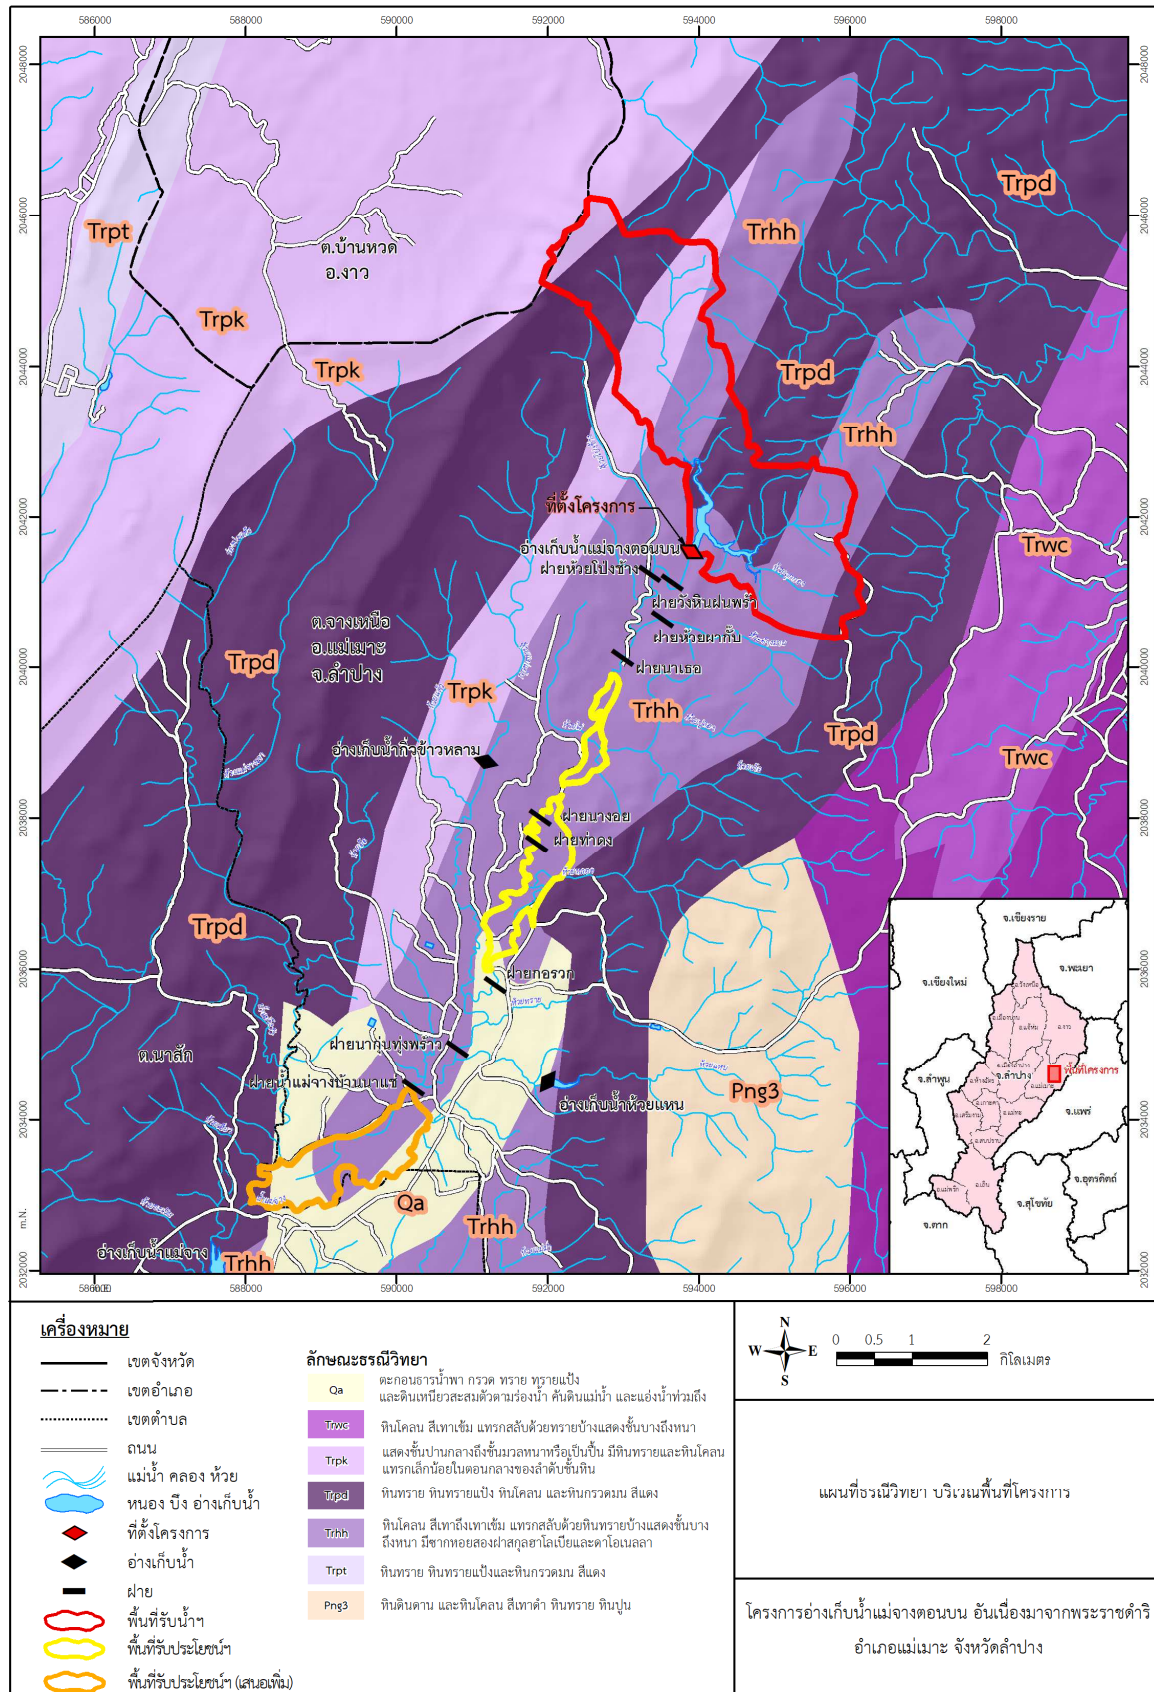 586000
588000
590000
592000
594000
596000
598000
2048000
2048000
Trpd
2046000
2046000
Trpt
Trhh
ต.บ้านหวด
อ.งาว
Trpk
2044000
2044000
Trpk
Trpd
Trhh
ที่ตั้งโครงการ
2042000
2042000
Trwc
อ่างเก็บน้ำแม่จางตอนบน
ฝายห้วยโป่งช้าง
ฝายวังหินฝนพร้า
ต.จางเหนือ
อ.แม่เมาะ
จ.ลำปาง
ฝายห้วยผากั๊บ
2040000
2040000
Trpd
ฝายนาเธอ
Trpk
Trhh
Trpd
อ่างเก็บน้ำกิ่วข้าวหลาม
Trwc
2038000
2038000
ฝายนางอย
ฝายท่าดง
Trpd
จ.เชียงราย
2036000
2036000
ฝายกอรวก
จ.พะเยา
จ.เชียงใหม่
ห้วยทราย
ฝายนากุ่นทุ่งพร้าว
ต.นาสัก
จ.ลำพูน
จ.ลำปาง
พื้นที่โครงการ
ฝายน้ำแม่จางบ้านนาแช่
Png3
อ่างเก็บน้ำห้วยแหน
2034000
2034000
จ.แพร่
Qa
จ.อุตรดิตถ์
Trhh
จ.สุโขทัย
จ.ตาก
อ่างเก็บน้ำแม่จาง
Trhh
2032000
2032000
586000
588000
590000
592000
594000
596000
598000
เครื่องหมาย
เขตจังหวัด
เขตอำเภอ
เขตตำบล
ถนน
แม่น้ำ คลอง ห้วย
หนอง บึง อ่างเก็บน้ำ
ที่ตั้งโครงการ
อ่างเก็บน้ำ
ฝาย
พื้นที่รับน้ำฯ
พื้นที่รับประโยชน์ฯ
พื้นที่รับประโยชน์ฯ (เสนอเพิ่ม)
ลักษณะธรณีวิทยา
Qa
ตะกอนธารน้ำพา กรวด ทราย ทรายแป้ง
และดินเหนียวสะสมตัวตามร่องน้ำ คันดินแม่น้ำ และแอ่งน้ำท่วมถึง
Trwc
หินโคลน สีเทาเข้ม แทรกสลับด้วยทรายบ้างแสดงชั้นบางถึงหนา
Trpk
แสดงชั้นปานกลางถึงชั้นมวลหนาหรือเป็นปื้น มีหินทรายและหินโคลน
แทรกเล็กน้อยในตอนกลางของลำดับชั้นหิน
Trpd
หินทราย หินทรายแป้ง หินโคลน และหินกรวดมน สีแดง
Trhh
หินโคลน สีเทาถึงเทาเข้ม แทรกสลับด้วยหินทรายบ้างแสดงชั้นบาง
ถึงหนา มีซากหอยสองฝาสกุลฮาโลเบียและดาโอเนลลา
Trpt
หินทราย หินทรายแป้งและหินกรวดมน สีแดง
Png3
หินดินดาน และหินโคลน สีเทาดำ หินทราย หินปูน
N
W
E
S
0
0.5
1
2
กิโลเมตร
แผนที่ธรณีวิทยา บริเวณพื้นที่โครงการ
โครงการอ่างเก็บน้ำแม่จางตอนบน อันเนื่องมาจากพระราชดำริ
อำเภอแม่เมาะ จังหวัดลำปาง